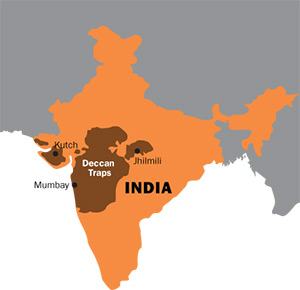 Kutch
Deccan
Traps
Jhilmili
Mumbay
INDIA